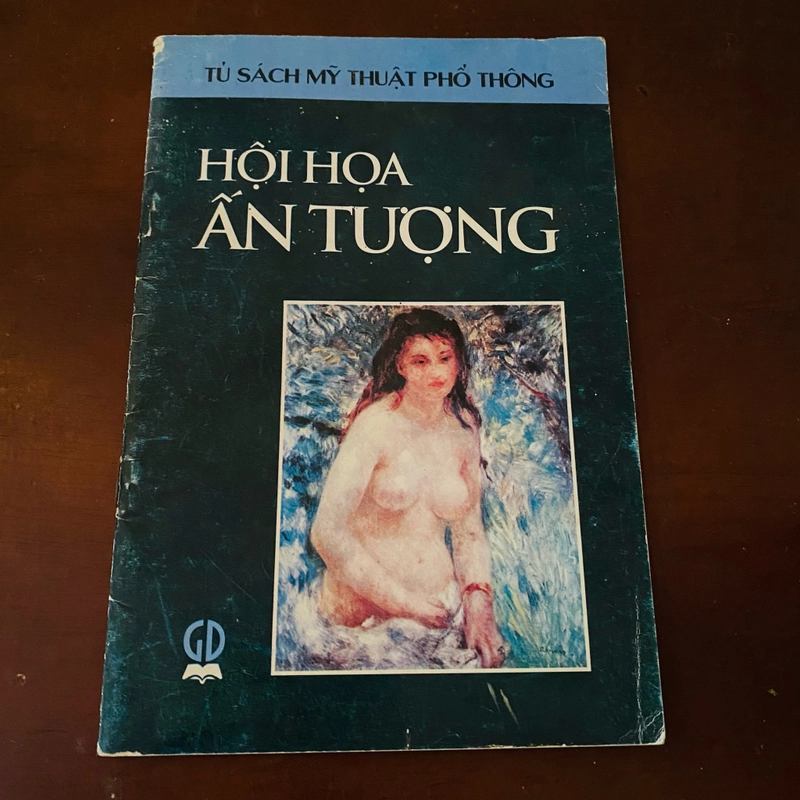 TỦ SÁCH MỸ THUẬT PHỔ THÔNG
HỘI HỌA
ẤN TƯỢNG
GD